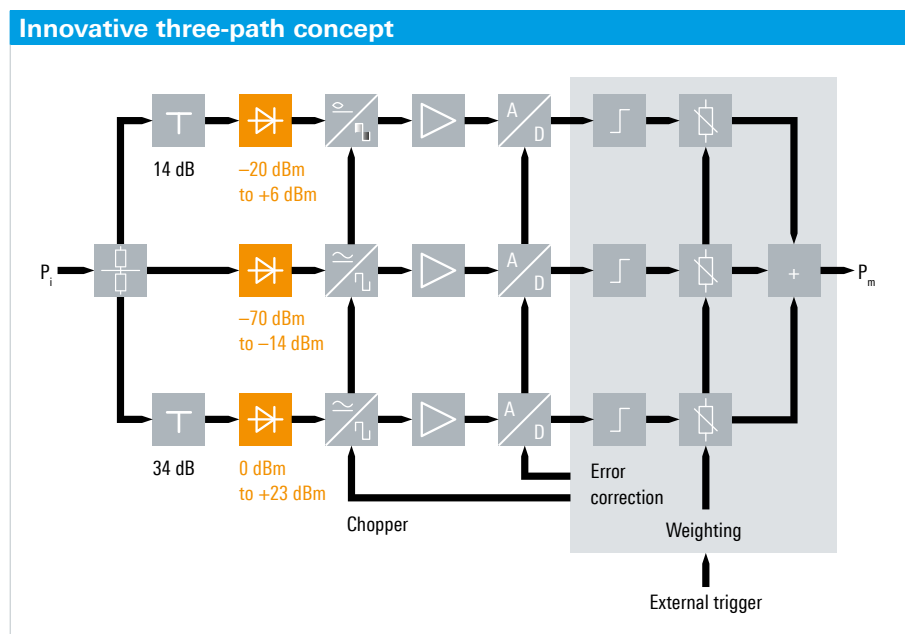 Innovative three-path concept
A
D
14 dB
–20 dBm
to +6 dBm
P
i
A
D
+
P
m
–70 dBm
to –14 dBm
A
D
34 dB
0 dBm
to +23 dBm
Error
correction
Chopper
Weighting
External trigger